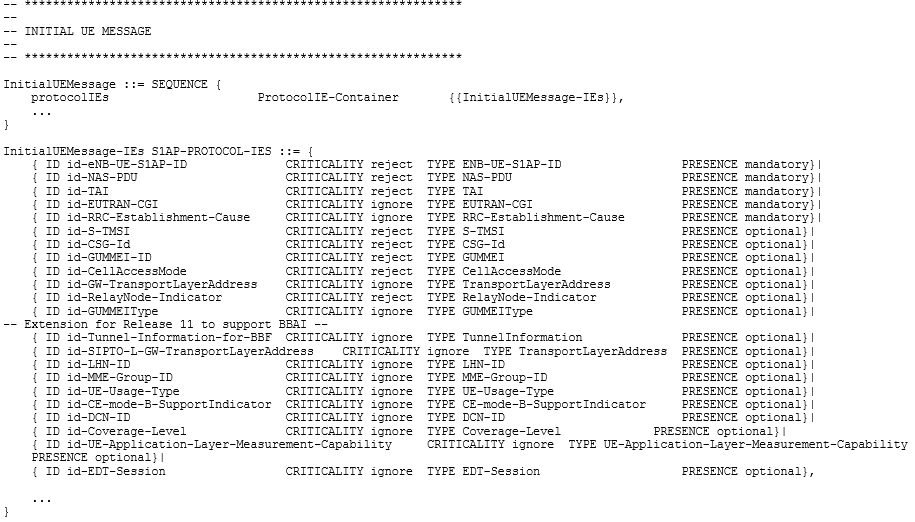 -- **************************************************************
--
-- INITIAL UE MESSAGE
--
-- **************************************************************
InitialUEMessage ::= SEQUENCE {
protocolIEs ProtocolIE-Container {{InitialUEMessage-IEs}},
...
}
InitialUEMessage-IEs S1AP-PROTOCOL-IES ::= {
{ ID id-eNB-UE-S1AP-ID CRITICALITY reject TYPE ENB-UE-S1AP-ID PRESENCE mandatory}|
{ ID id-NAS-PDU CRITICALITY reject TYPE NAS-PDU PRESENCE mandatory}|
{ ID id-TAI CRITICALITY reject TYPE TAI PRESENCE mandatory}|
{ ID id-EUTRAN-CGI CRITICALITY ignore TYPE EUTRAN-CGI PRESENCE mandatory}|
{ ID id-RRC-Establishment-Cause CRITICALITY ignore TYPE RRC-Establishment-Cause PRESENCE mandatory}|
{ ID id-S-TMSI CRITICALITY reject TYPE S-TMSI PRESENCE optional}|
{ ID id-CSG-Id CRITICALITY reject TYPE CSG-Id PRESENCE optional}|
{ ID id-GUMMEI-ID CRITICALITY reject TYPE GUMMEI PRESENCE optional}|
{ ID id-CellAccessMode CRITICALITY reject TYPE CellAccessMode PRESENCE optional}|
{ ID id-GW-TransportLayerAddress CRITICALITY ignore TYPE TransportLayerAddress PRESENCE optional}|
{ ID id-RelayNode-Indicator CRITICALITY reject TYPE RelayNode-Indicator PRESENCE optional}|
{ ID id-GUMMEIType CRITICALITY ignore TYPE GUMMEIType PRESENCE optional}|
-- Extension for Release 11 to support BBAI --
{ ID id-Tunnel-Information-for-BBF CRITICALITY ignore TYPE TunnelInformation PRESENCE optional}|
{ ID id-SIPTO-L-GW-TransportLayerAddress CRITICALITY ignore TYPE TransportLayerAddress PRESENCE optional}|
{ ID id-LHN-ID CRITICALITY ignore TYPE LHN-ID PRESENCE optional}|
{ ID id-MME-Group-ID CRITICALITY ignore TYPE MME-Group-ID PRESENCE optional}|
{ ID id-UE-Usage-Type CRITICALITY ignore TYPE UE-Usage-Type PRESENCE optional}|
{ ID id-CE-mode-B-SupportIndicator CRITICALITY ignore TYPE CE-mode-B-SupportIndicator PRESENCE optional}|
{ ID id-DCN-ID CRITICALITY ignore TYPE DCN-ID PRESENCE optional}|
{ ID id-Coverage-Level CRITICALITY ignore TYPE Coverage-Level PRESENCE optional}|
{ ID id-UE-Application-Layer-Measurement-Capability CRITICALITY ignore TYPE UE-Application-Layer-Measurement-Capability
PRESENCE optional}|
{ ID id-EDT-Session CRITICALITY ignore TYPE EDT-Session PRESENCE optional},
...
}